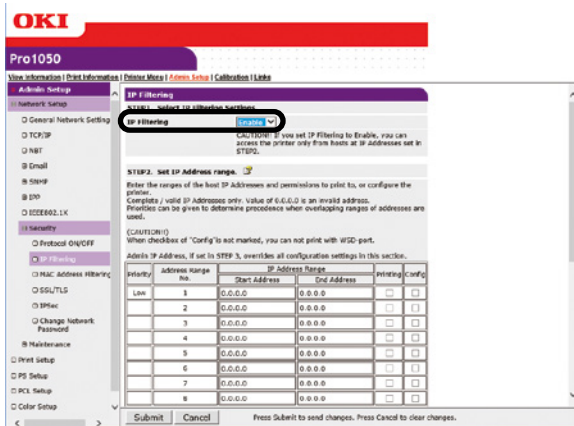 OKI
Pro1050
View Information | Print Information | Printer Menu | Admin Setup | Calibration | Links
Admin Setup
Network Setup
General Network Setting
TCP/IP
NBT
Email
SNMP
IPP
IEEE802.1X
Security
Protocol ON/OFF
IP Filtering
MAC Address Filtering
SSL/TLS
IPSec
Change Network
Password
Maintenance
Print Setup
PS Setup
PCL Setup
Color Setup
IP Filtering
STEP1. Select IP Filtering Settings.
IP Filtering Enable
CAUTION!! If you set IP Filtering to Enable, you can
access the printer only from hosts at IP Addresses set in
STEP2.
STEP2. Set IP Address range.
Enter the ranges of the host IP Addresses and permissions to print to, or configure the
printer.
Complete / valid IP Addresses only. Value of 0.0.0.0 is an invalid address.
Priorities can be given to determine precedence when overlapping ranges of addresses are
used.
(CAUTION!!)
When checkbox of "Config"is not marked, you can not print with WSD-port.
Admin IP Address, if set in STEP 3, overrides all configuration settings in this section.
Priority Address Range No. IP Address Range Printing Config
Start Address End Address
Low 1 0.0.0.0 0.0.0.0
2 0.0.0.0 0.0.0.0
3 0.0.0.0 0.0.0.0
4 0.0.0.0 0.0.0.0
5 0.0.0.0 0.0.0.0
6 0.0.0.0 0.0.0.0
7 0.0.0.0 0.0.0.0
8 0.0.0.0 0.0.0.0
Submit Cancel Press Submit to send changes. Press Cancel to clear changes.